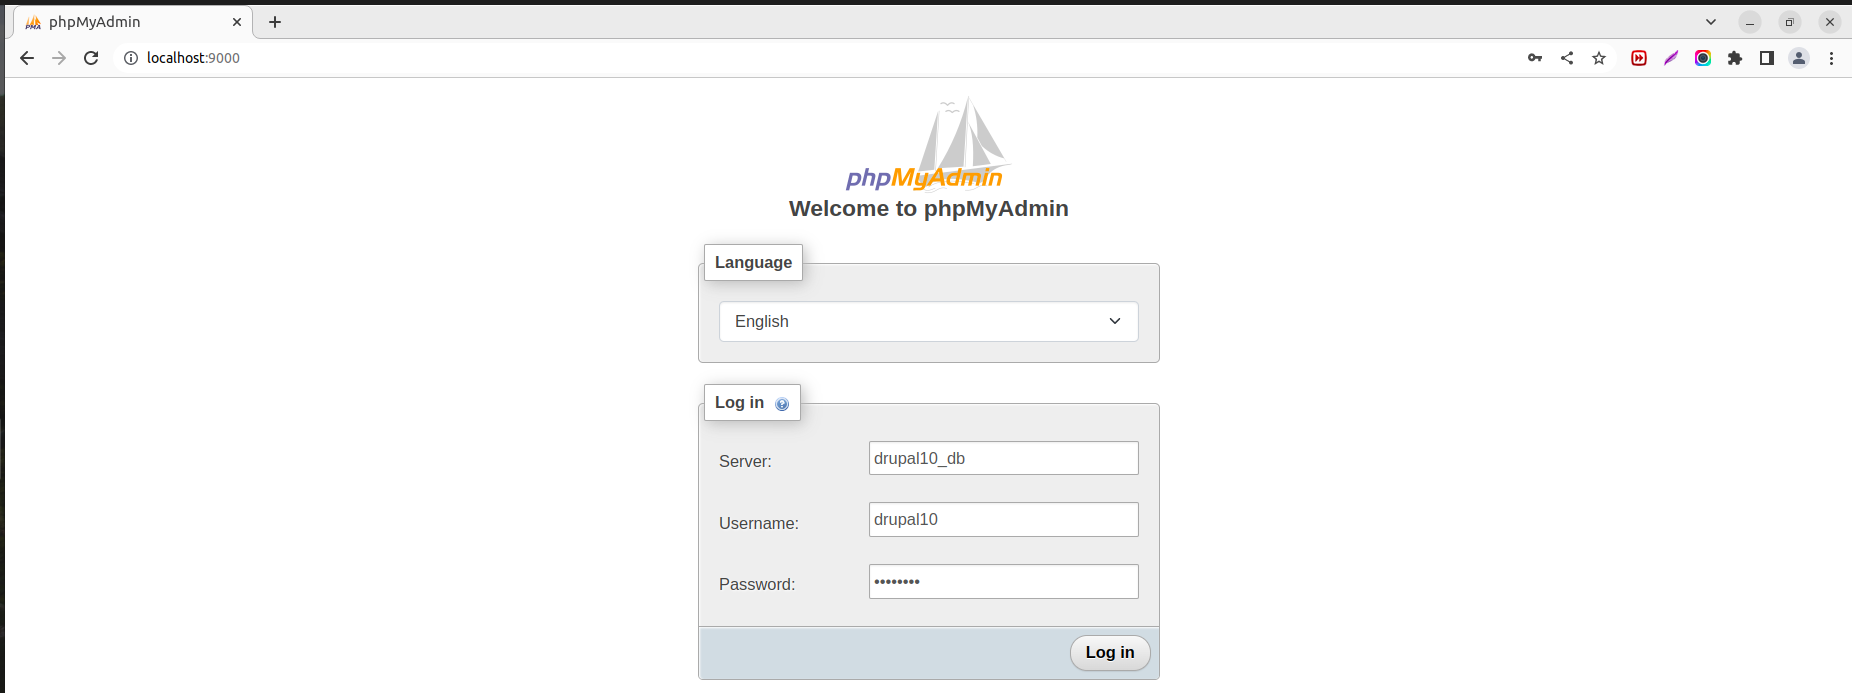 phpMyAdmin
localhost:9000
phpMyAdmin
Welcome to phpMyAdmin
Language
English
Log in
Server: drupal10_db
Username: drupal10
Password: ••••••••
Log in